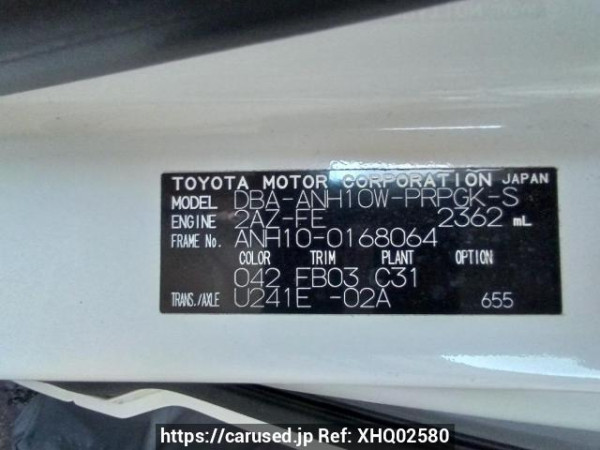 TOYOTA MOTOR CORPORATION JAPAN
MODEL DBA-ANH10W-PRPGK-S
ENGINE 2AZ-FE 2362 mL
FRAME No. ANH10-0168064
COLOR TRIM PLANT OPTION
042 FB03 C31
TRANS./AXLE U241E -02A 655
https://carused.jp Ref: XHQ02580